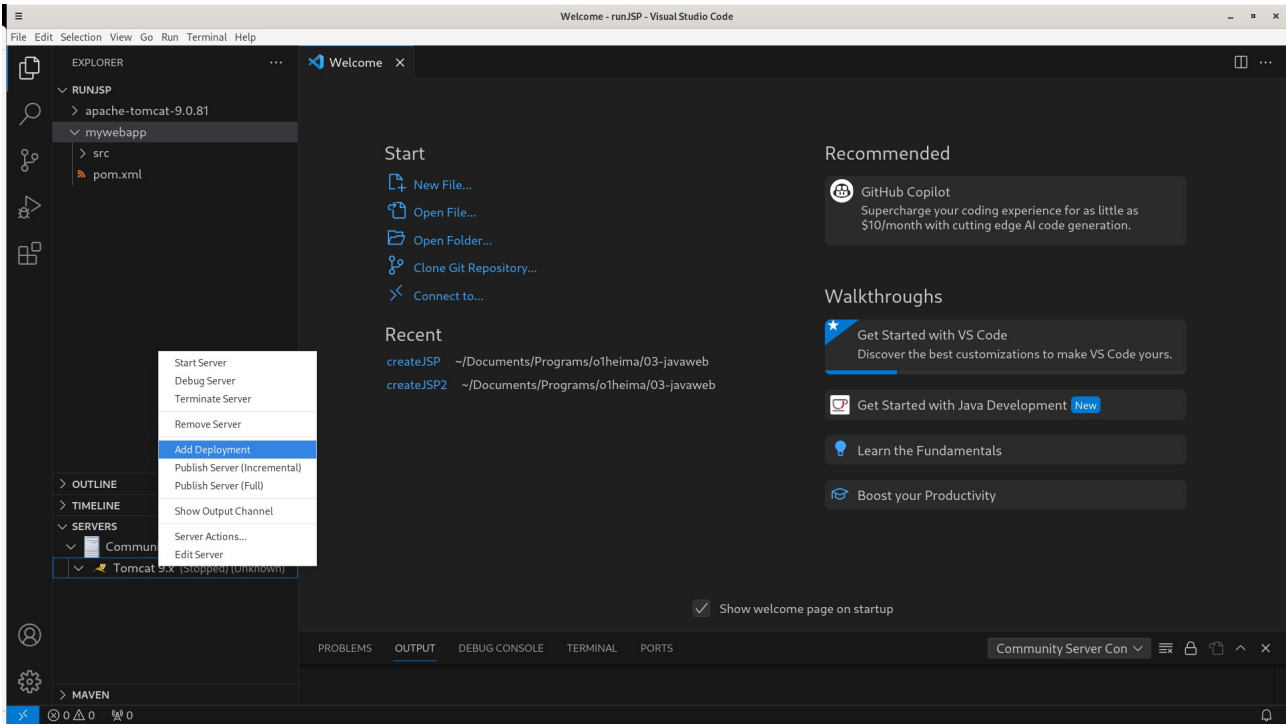 Welcome - runJSP - Visual Studio Code
File Edit Selection View Go Run Terminal Help
EXPLORER
Welcome
RUNJSP
apache-tomcat-9.0.81
mywebapp
src
pom.xml
Start
New File...
Open File...
Open Folder...
Clone Git Repository...
Connect to...
Recent
createJSP ~/Documents/Programs/o1heima/03-javaweb
createJSP2 ~/Documents/Programs/o1heima/03-javaweb
Recommended
GitHub Copilot
Supercharge your coding experience for as little as
$10/month with cutting edge AI code generation.
Walkthroughs
Get Started with VS Code
Discover the best customizations to make VS Code yours.
Get Started with Java Development New
Learn the Fundamentals
Boost your Productivity
Start Server
Debug Server
Terminate Server
Remove Server
Add Deployment
Publish Server (Incremental)
Publish Server (Full)
Show Output Channel
Server Actions...
Edit Server
OUTLINE
TIMELINE
SERVERS
Commun
Tomcat 9.x (Stopped) (Unknown)
Show welcome page on startup
PROBLEMS OUTPUT DEBUG CONSOLE TERMINAL PORTS
Community Server Con
MAVEN
0 0 0